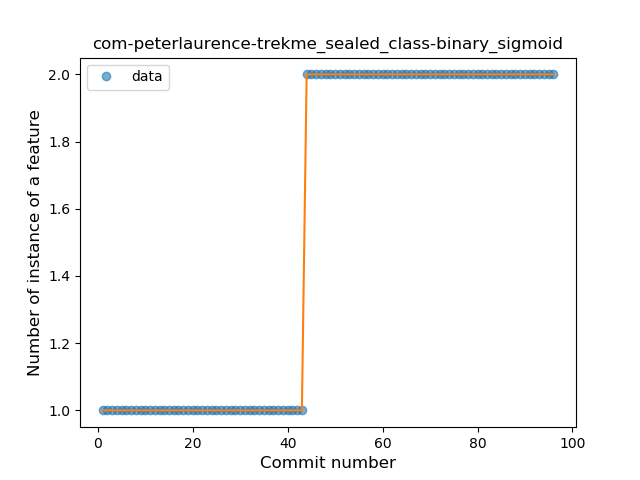 com-peterlaurence-trekme_sealed_class-binary_sigmoid
data
Number of instance of a feature
2.0
1.8
1.6
1.4
1.2
1.0
0 20 40 60 80 100
Commit number